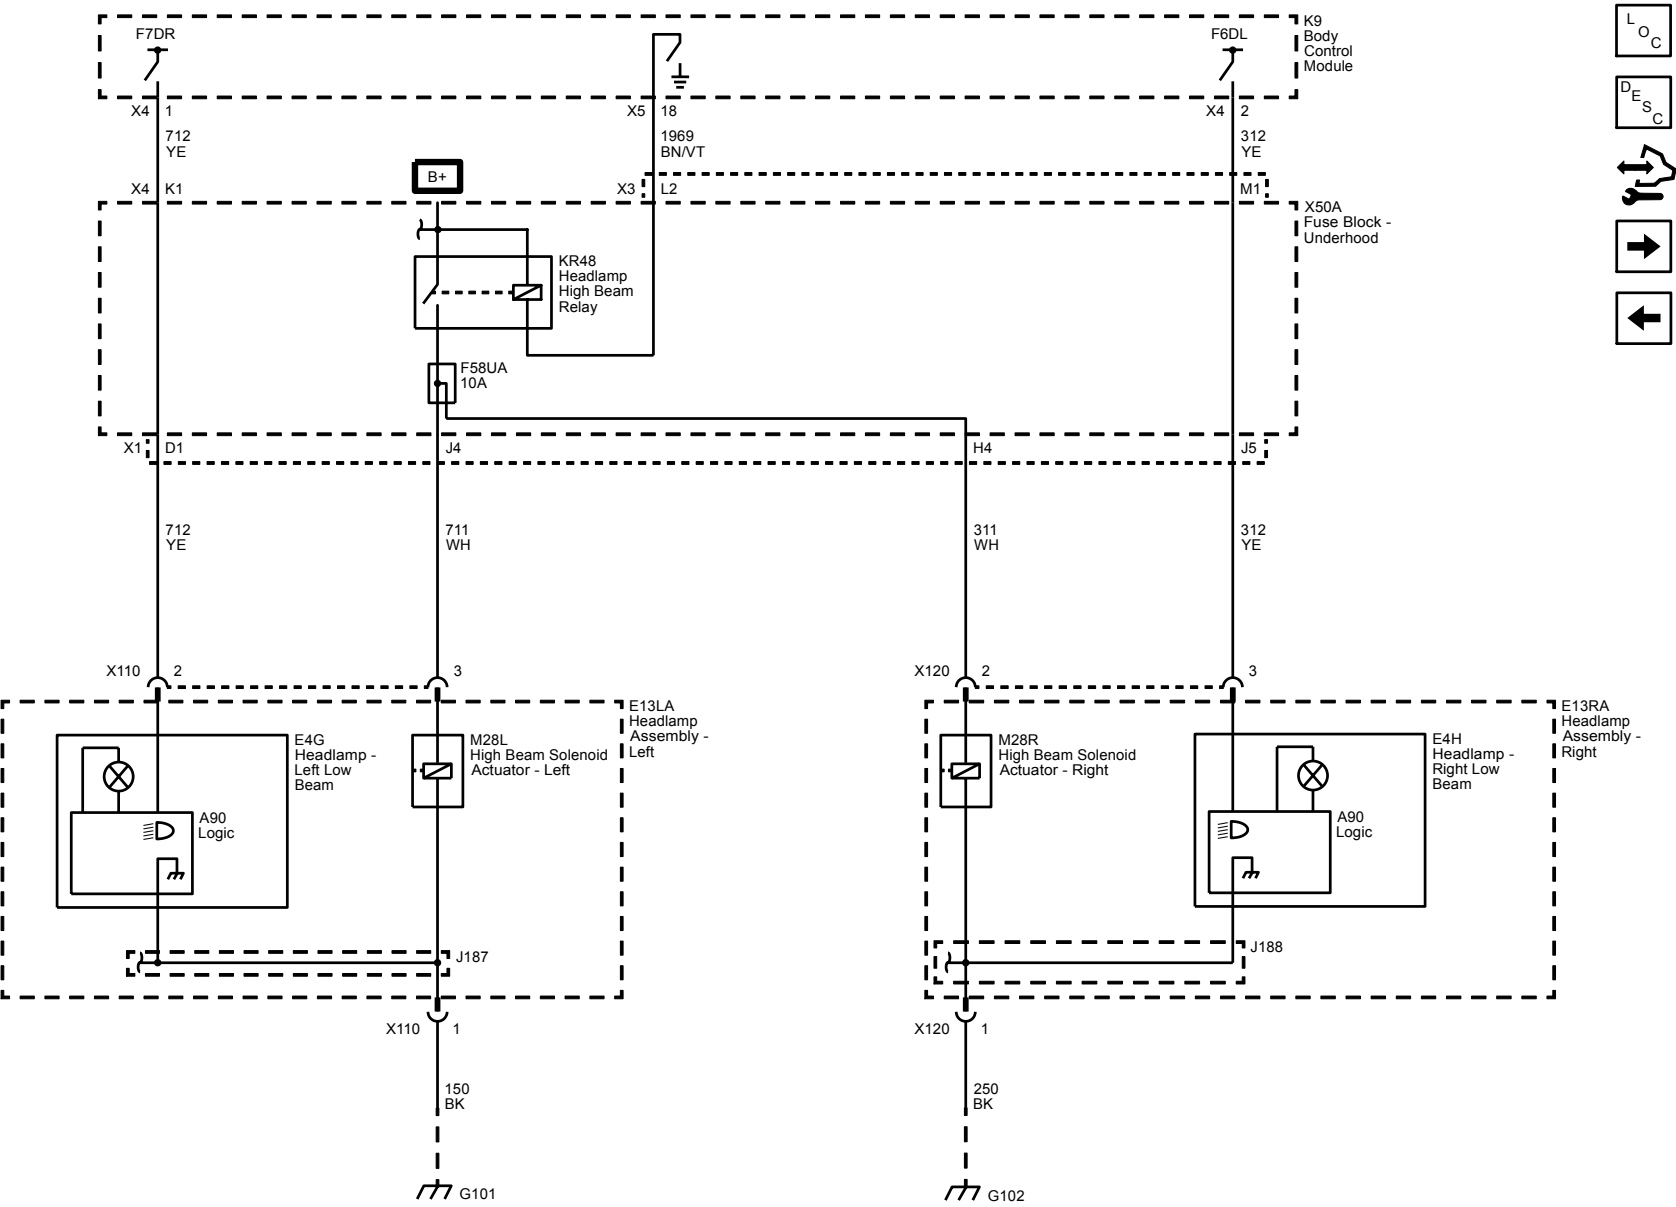 F7DR
F6DL
K9
Body
Control
Module
L
O
C
X4 1
X5 18
X4 2
D
E
S
C
712
YE
1969
BN/VT
312
YE
B+
X4 K1
X3 L2
M1
X50A
Fuse Block -
Underhood
KR48
Headlamp
High Beam
Relay
F58UA
10A
X1 D1
J4
H4
J5
712
YE
711
WH
311
WH
312
YE
X110 2
3
X120 2
3
E13LA
Headlamp
Assembly -
Left
E13RA
Headlamp
Assembly -
Right
E4G
Headlamp -
Left Low
Beam
M28L
High Beam Solenoid
Actuator - Left
M28R
High Beam Solenoid
Actuator - Right
E4H
Headlamp -
Right Low
Beam
A90
Logic
A90
Logic
J187
J188
X110 1
X120 1
150
BK
250
BK
G101
G102